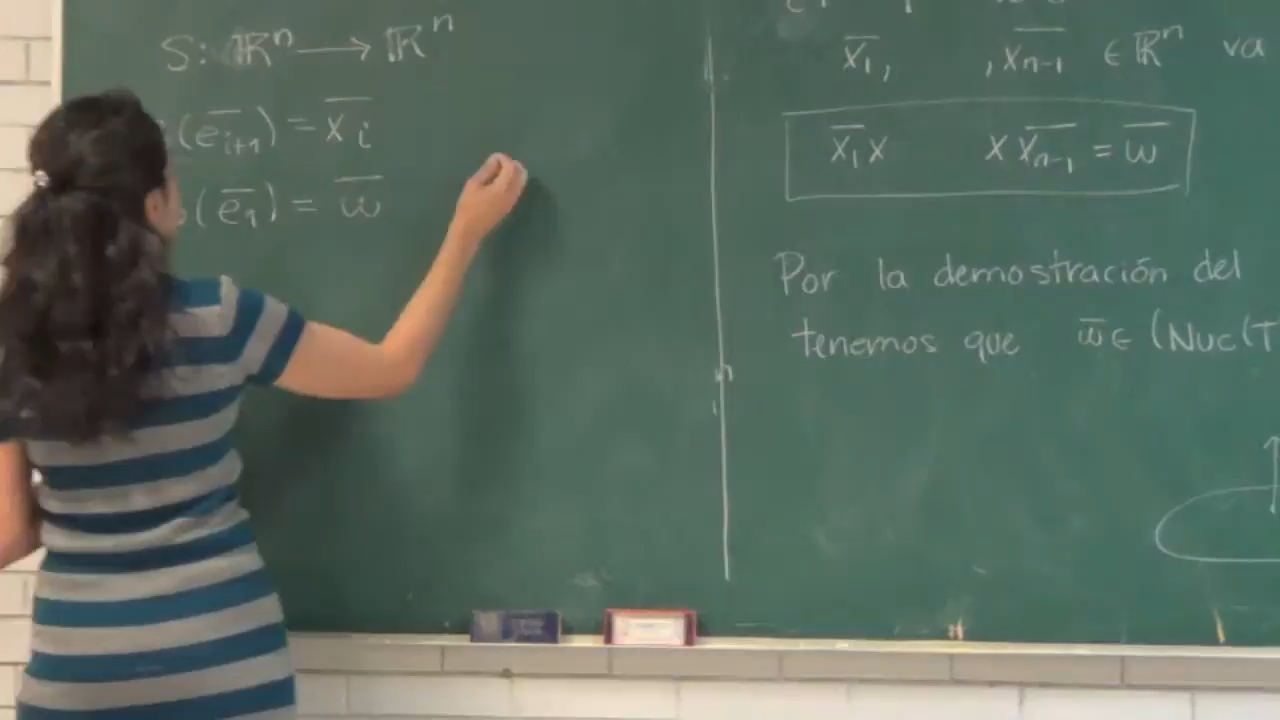 S: ℝⁿ ⟶ ℝⁿ
(e̅ᵢ₊₁) = x̅ᵢ
(e̅₁) = w̅
x̅₁, , x̅ₙ₋₁ ∈ ℝⁿ va
x̅₁ x x x̅ₙ₋₁ = w̅
Por la demostración del
tenemos que w̅ ∈ (Nuc(T